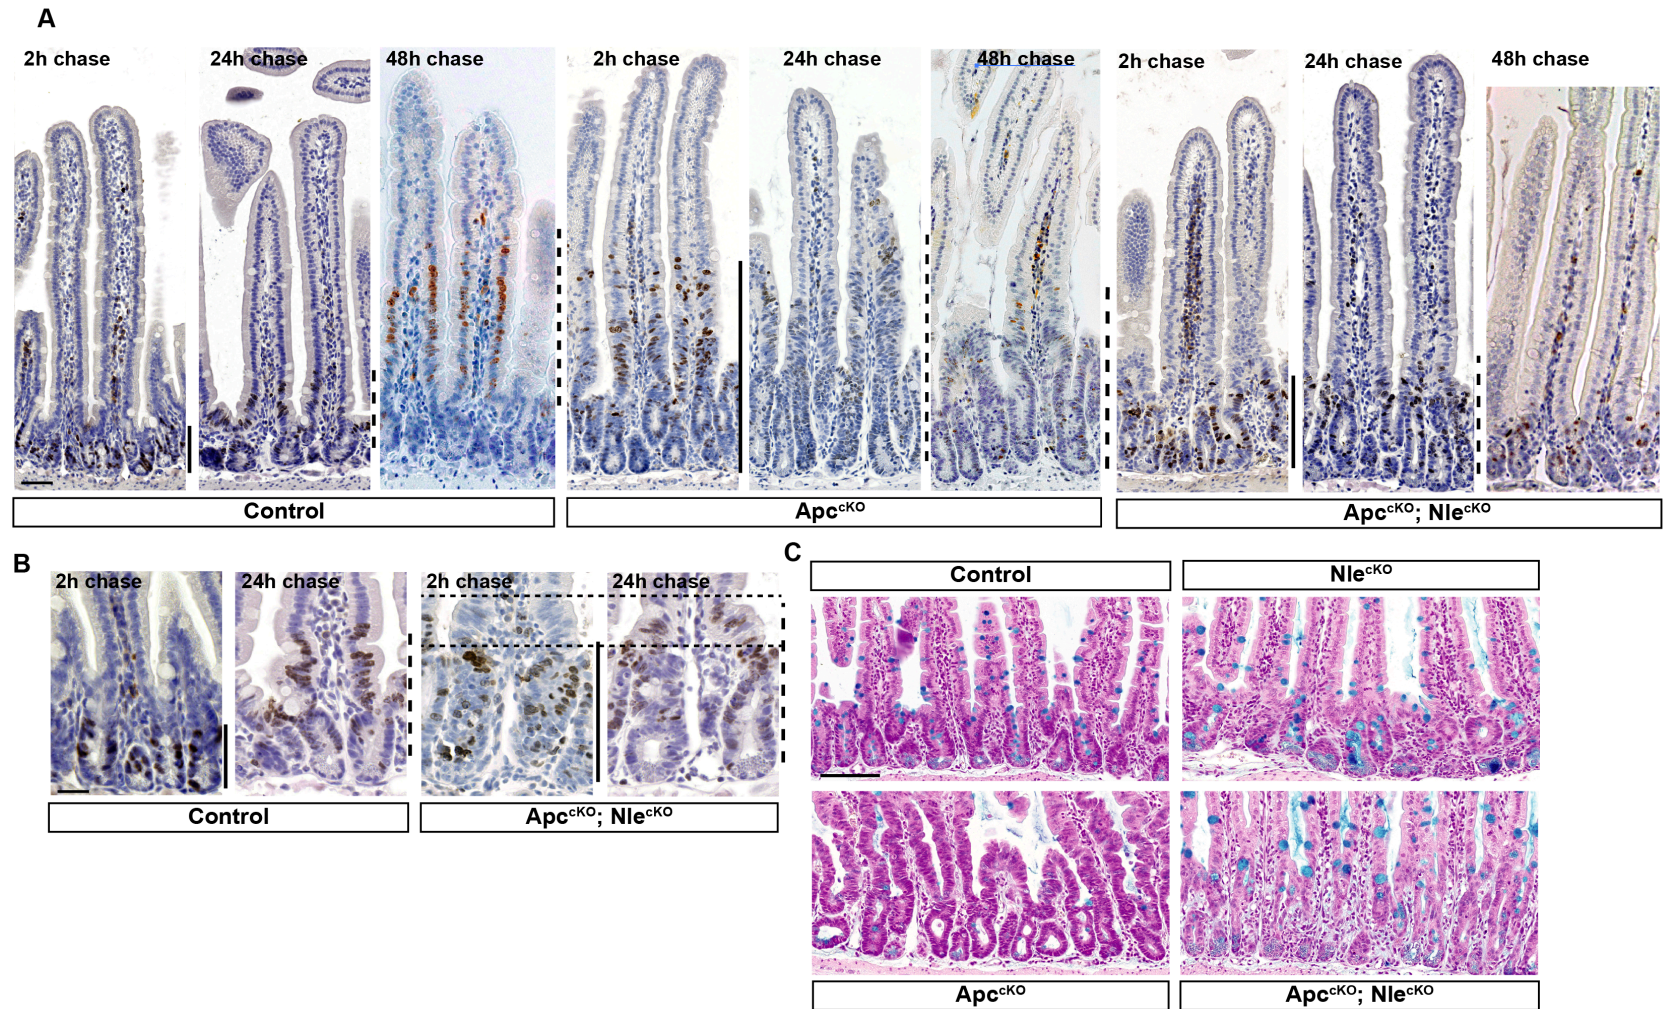 A
2h chase
24h chase
48h chase
2h chase
24h chase
48h chase
2h chase
24h chase
48h chase
Control
Apc^cKO
Apc^cKO; Nle^cKO
B
2h chase
24h chase
2h chase
24h chase
Control
Apc^cKO; Nle^cKO
C
Control
Nle^cKO
Apc^cKO
Apc^cKO; Nle^cKO